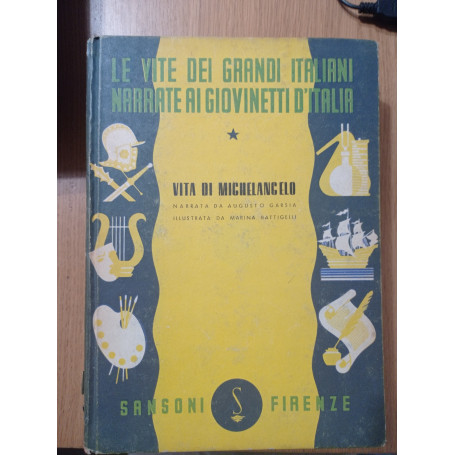 LE VITE DEI GRANDI ITALIANI
NARRATE AI GIOVINETTI D'ITALIA
VITA DI MICHELANGELO
NARRATA DA AUGUSTO GARSIA
ILLUSTRATA DA MARINA BATTIGELLI
SANSONI S FIRENZE